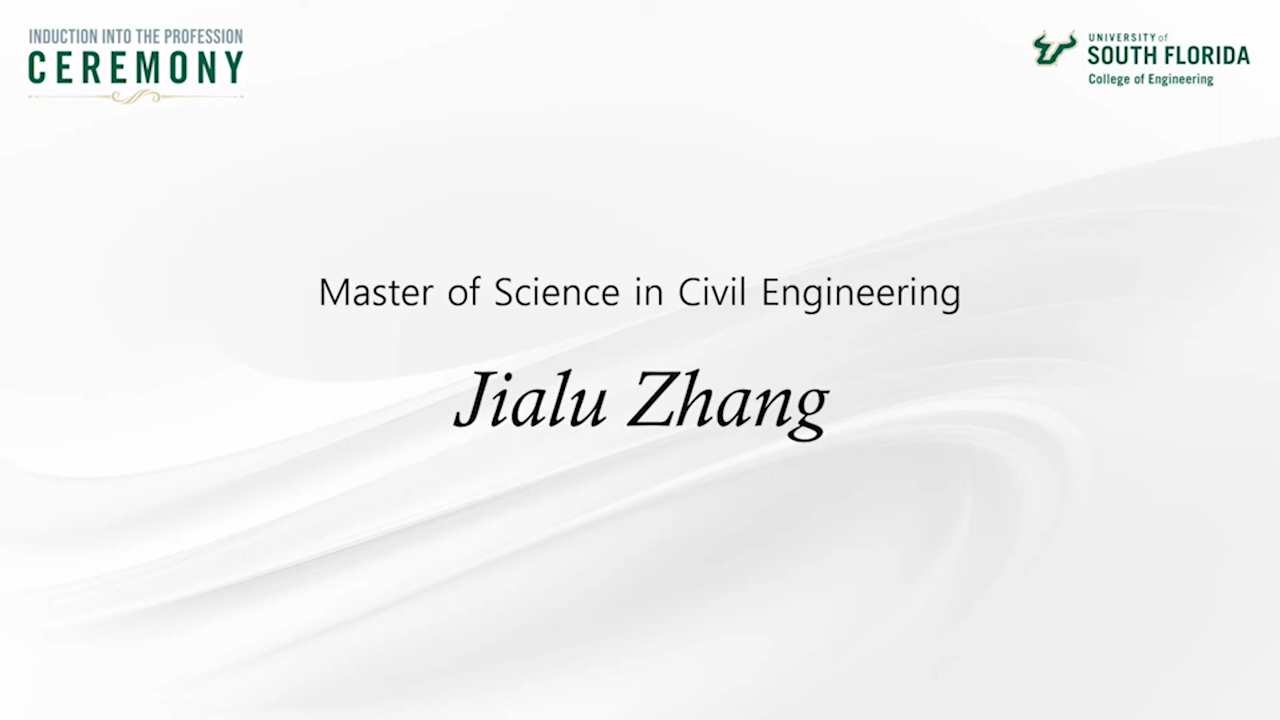 INDUCTION INTO THE PROFESSION
CEREMONY
UNIVERSITY of
SOUTH FLORIDA
College of Engineering
Master of Science in Civil Engineering
Jialu Zhang